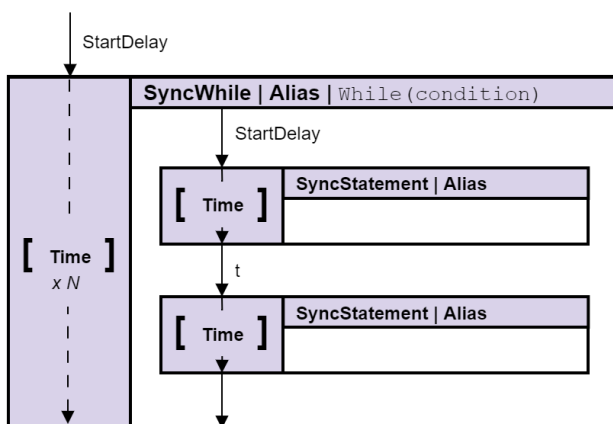 StartDelay
SyncWhile | Alias | While(condition)
StartDelay
SyncStatement | Alias
[ Time ]
[ Time ]
x N
t
SyncStatement | Alias
[ Time ]